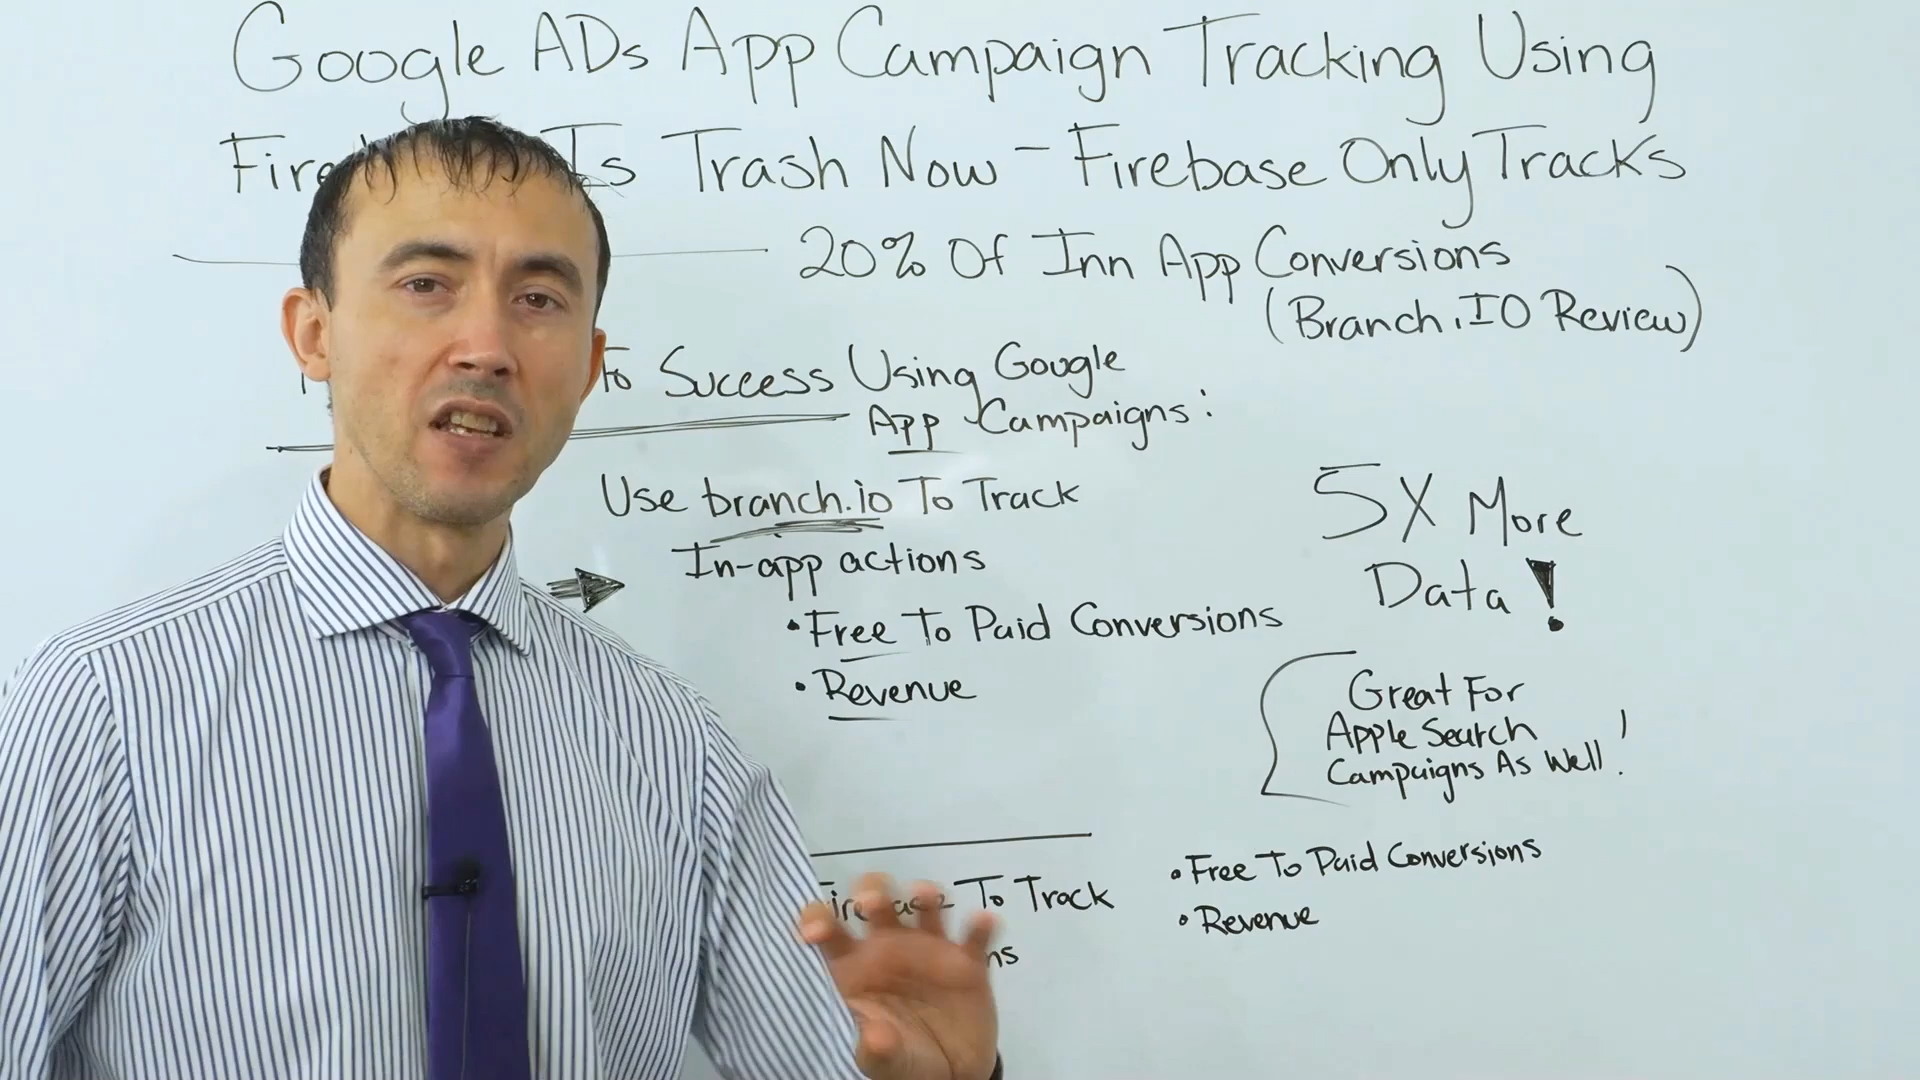 Google ADs App Campaign Tracking Using
Is Trash Now - Firebase Only Tracks
20% Of Inn App Conversions
(Branch.IO Review)
To Success Using Google
App Campaigns:
Use branch.io To Track
In-app actions
• Free To Paid Conversions
• Revenue
5X More
Data!
Great For
Apple Search
Campaigns As Well!
To Track
• Free To Paid Conversions
• Revenue